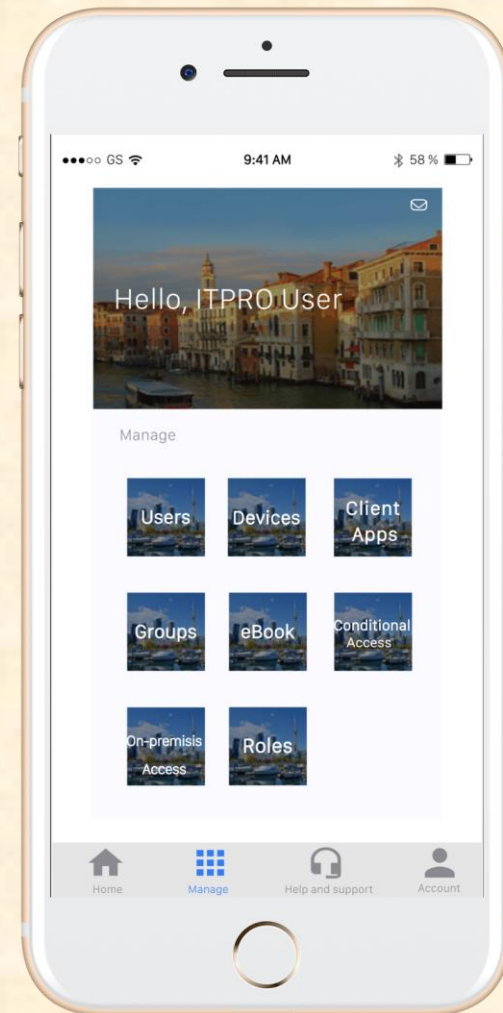 ●●●○○ GS 9:41 AM 58 %
Hello, ITPRO User
Manage
Users Devices Client
Apps
Groups eBook Conditional
Access
On-premisis
Access Roles
Home Manage Help and support Account